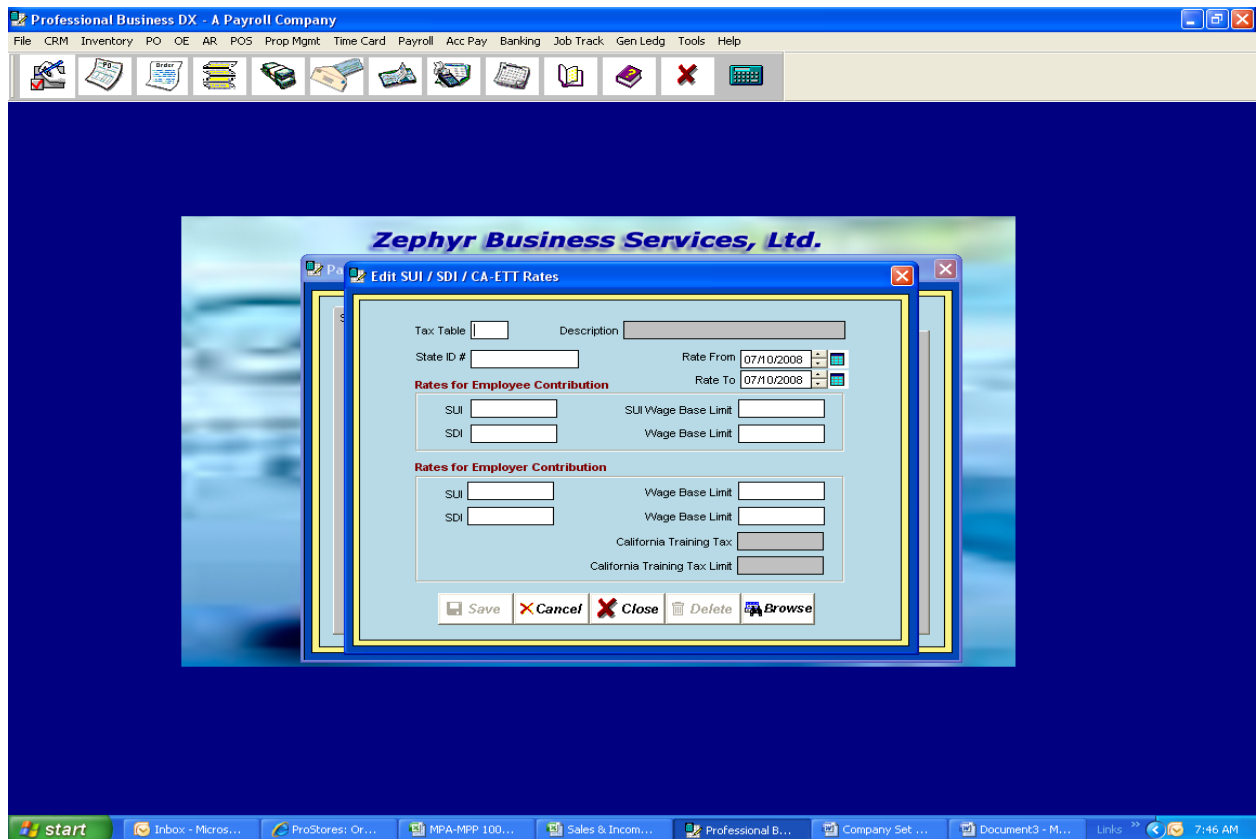 Professional Business DX - A Payroll Company
File CRM Inventory PO OE AR POS Prop Mgmt Time Card Payroll Acc Pay Banking Job Track Gen Ledg Tools Help
PO
Order
Zephyr Business Services, Ltd.
Pa
Edit SUI / SDI / CA-ETT Rates
S
Tax Table Description
State ID # Rate From 07/10/2008
Rate To 07/10/2008
Rates for Employee Contribution
SUI SUI Wage Base Limit
SDI Wage Base Limit
Rates for Employer Contribution
SUI Wage Base Limit
SDI Wage Base Limit
California Training Tax
California Training Tax Limit
Save Cancel Close Delete Browse
start Inbox - Micros... ProStores: Or... MPA-MPP 100... Sales & Incom... Professional B... Company Set ... Document3 - M... Links » 7:46 AM